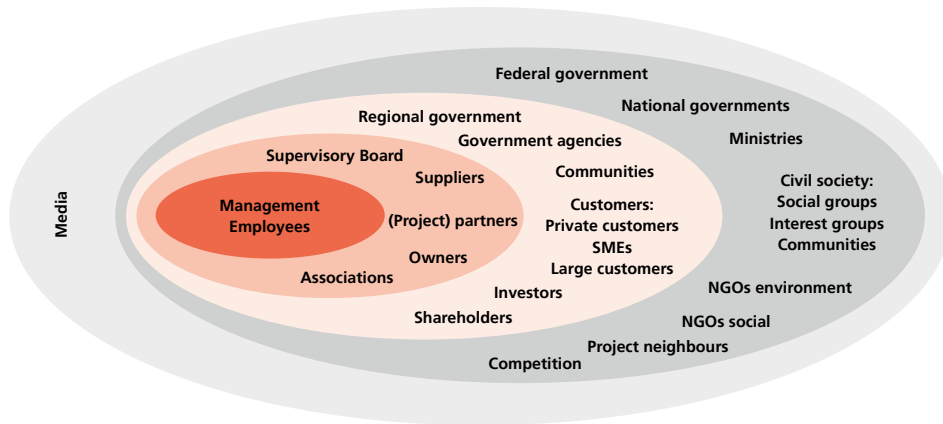 Federal government
National governments
Regional government
Ministries
Government agencies
Supervisory Board
Communities
Suppliers
Civil society:
Social groups
Interest groups
Communities
Customers:
Private customers
SMEs
Large customers
Management
Employees
(Project) partners
Media
Owners
Associations
Investors
NGOs environment
Shareholders
NGOs social
Project neighbours
Competition